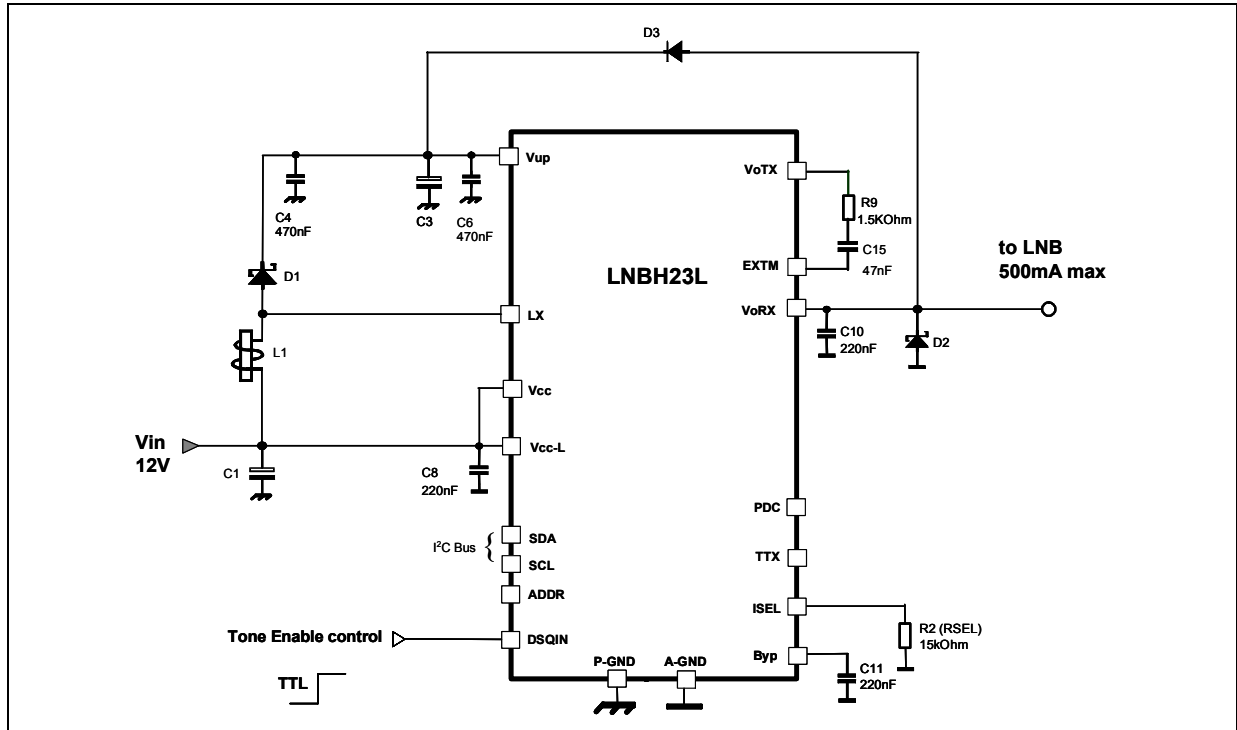 D3
Vup
VoTX
R9
1.5KOhm
C15
47nF
EXTM
C4
470nF
C3
C6
470nF
LNBH23L
to LNB
500mA max
D1
LX
VoRX
C10
220nF
D2
L1
Vcc
Vin
12V
Vcc-L
C1
C8
220nF
PDC
I²C Bus
{
SDA
SCL
TTX
ADDR
ISEL
R2 (RSEL)
15kOhm
Tone Enable control
DSQIN
P-GND
A-GND
Byp
C11
220nF
TTL